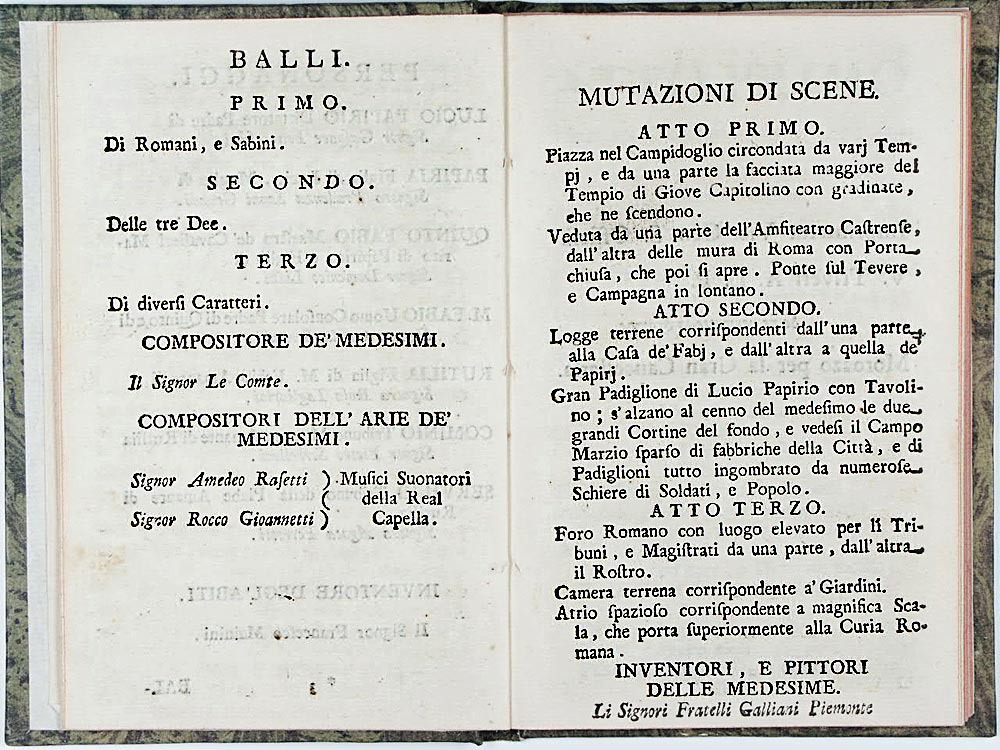 BALLI.
PRIMO.
Di Romani, e Sabini.
SECONDO.
Delle tre Dee.
TERZO.
Di diverſi Caratteri.
COMPOSITORE DE' MEDESIMI.
Il Signor Le Comte.
COMPOSITORI DELL' ARIE DE'
MEDESIMI.
Signor Amedeo Raſetti ) Muſici Suonatori
( della Real
Signor Rocco Gioannetti ) Capella.
MUTAZIONI DI SCENE.
ATTO PRIMO.
Piazza nel Campidoglio circondata da varj Tem-
pj, e da una parte la facciata maggiore del
Tempio di Giove Capitolino con gradinate,
che ne ſcendono.
Veduta da una parte dell'Amfiteatro Caſtrenſe,
dall'altra delle mura di Roma con Porta
chiuſa, che poi ſi apre. Ponte ſul Tevere,
e Campagna in lontano.
ATTO SECONDO.
Logge terrene corriſpondenti dall'una parte
alla Caſa de' Fabj, e dall'altra a quella de'
Papirj.
Gran Padiglione di Lucio Papirio con Tavoli-
no; s'alzano al cenno del medeſimo le due
grandi Cortine del fondo, e vedeſi il Campo
Marzio ſparſo di fabbriche della Città, e di
Padiglioni tutto ingombrato da numeroſe
Schiere di Soldati, e Popolo.
ATTO TERZO.
Foro Romano con luogo elevato per li Tri-
buni, e Magiſtrati da una parte, dall'altra
il Roſtro.
Camera terrena corriſpondente a' Giardini.
Atrio ſpazioſo corriſpondente a magnifica Sca-
la, che porta ſuperiormente alla Curia Ro-
mana.
INVENTORI, E PITTORI
DELLE MEDESIME.
Li Signori Fratelli Galliani Piemonte